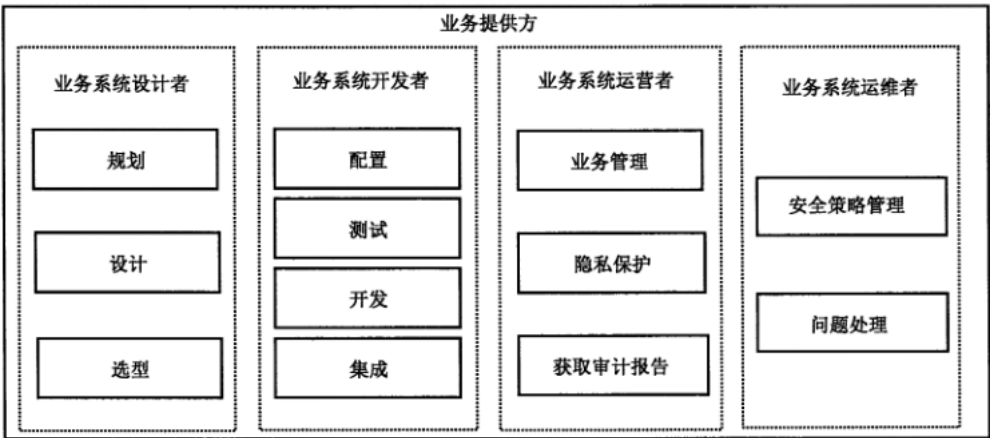 业务提供方
业务系统设计者
规划
设计
选型
业务系统开发者
配置
测试
开发
集成
业务系统运营者
业务管理
隐私保护
获取审计报告
业务系统运维者
安全策略管理
问题处理